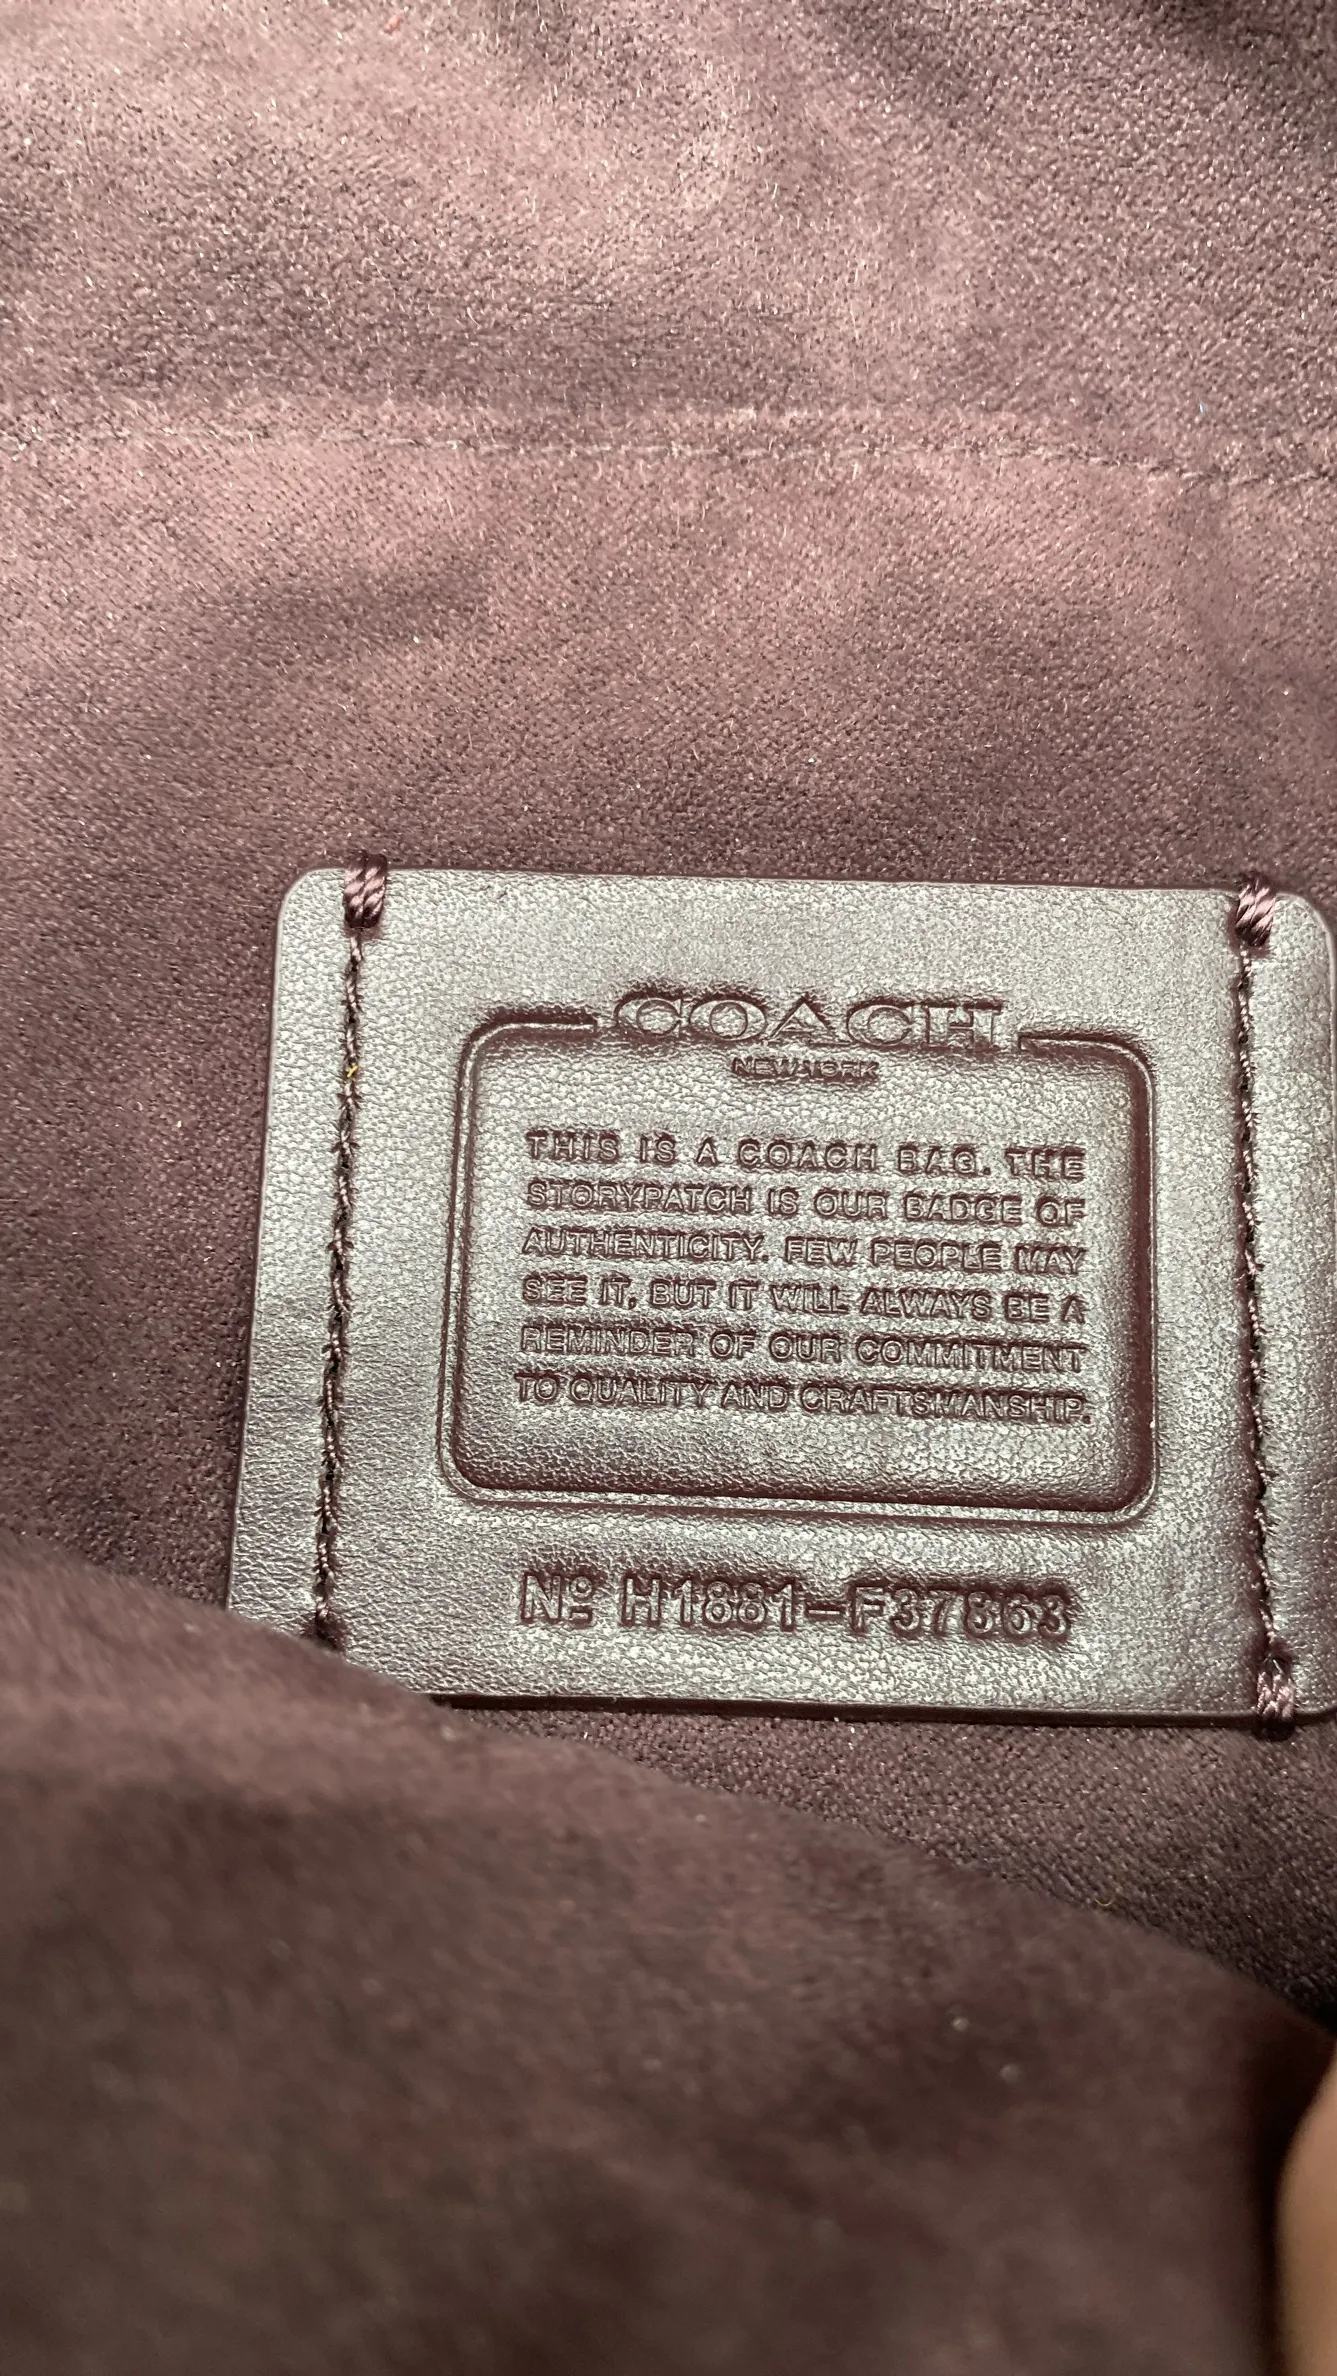 COACH
NEW YORK
THIS IS A COACH BAG. THE
STORYPATCH IS OUR BADGE OF
AUTHENTICITY. FEW PEOPLE MAY
SEE IT, BUT IT WILL ALWAYS BE A
REMINDER OF OUR COMMITMENT
TO QUALITY AND CRAFTSMANSHIP.
Nº H1881-F37863